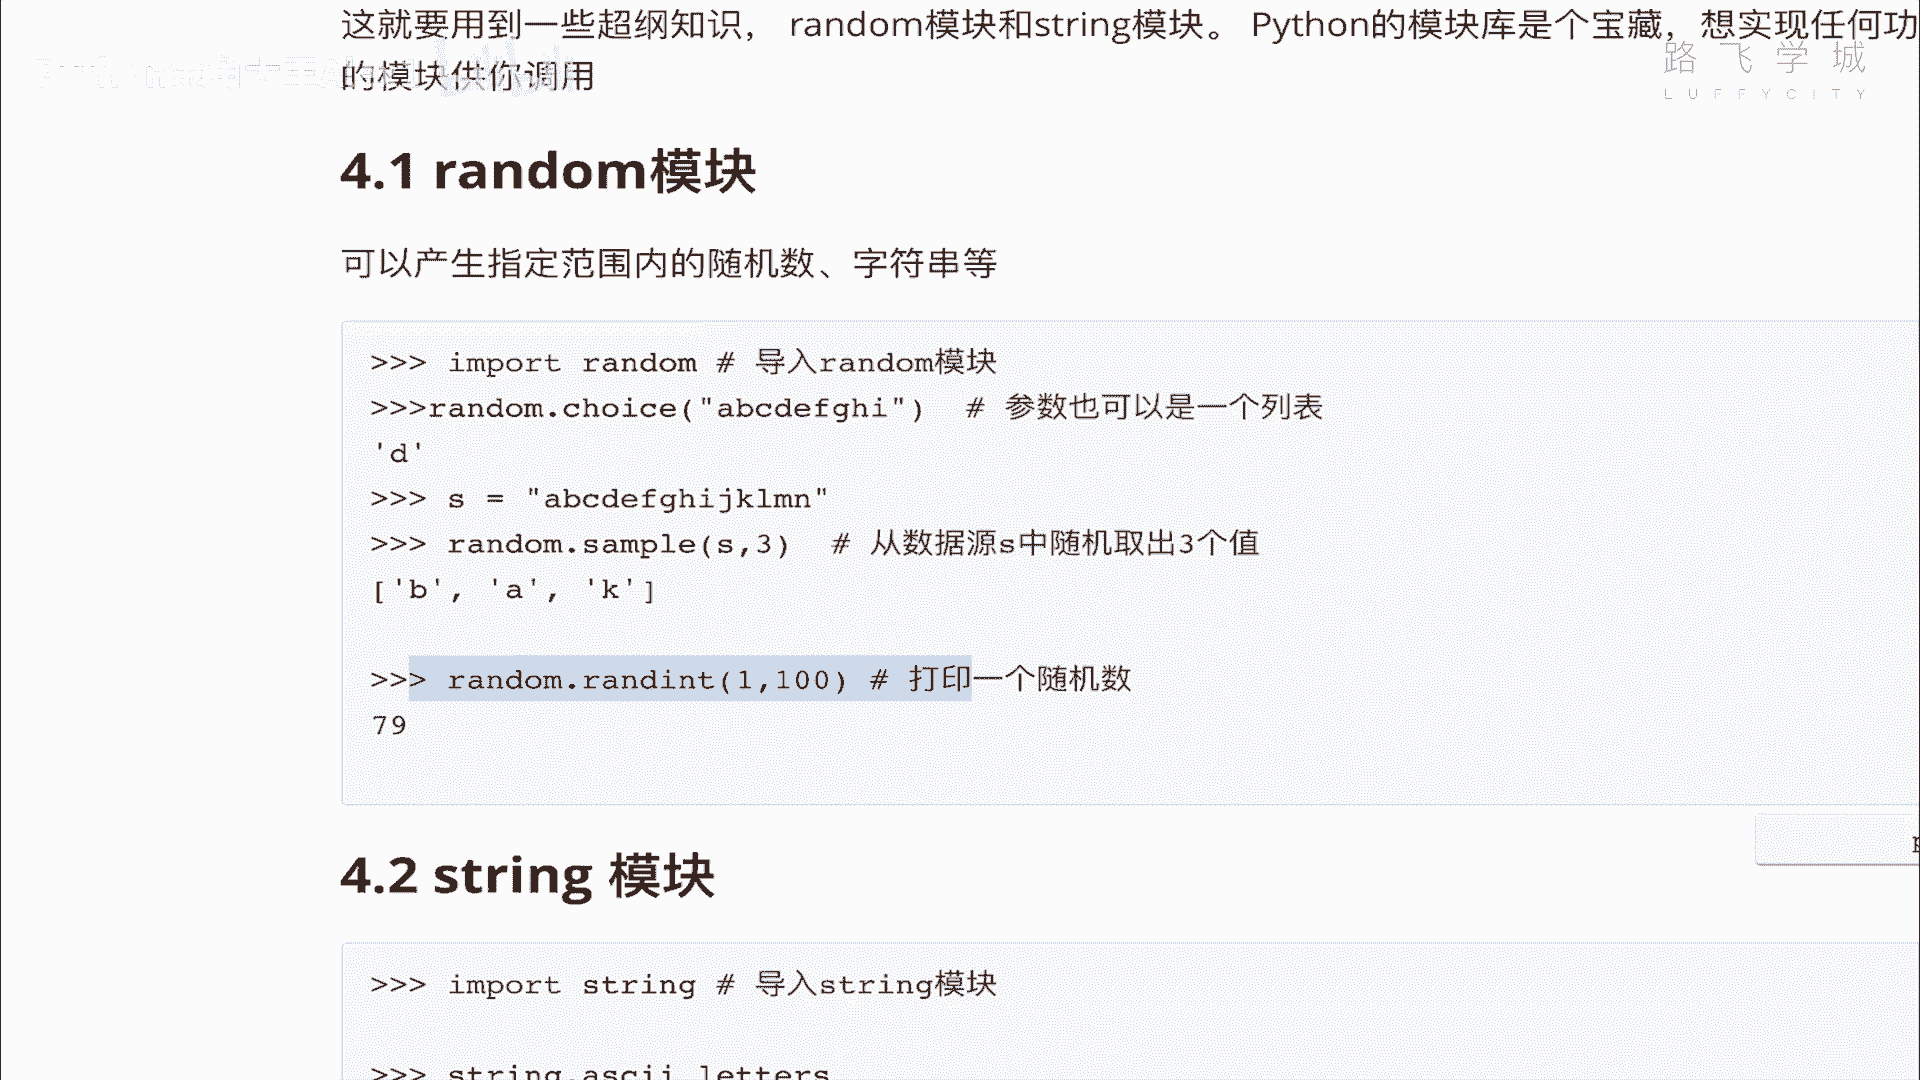 这就要用到一些超纲知识， random模块和string模块。 Python的模块库是个宝藏，想实现任何功
的模块供你调用
路飞学城
LUFFYCITY
4.1 random模块
可以产生指定范围内的随机数、字符串等
>>> import random # 导入random模块
>>>random.choice("abcdefghi")  # 参数也可以是一个列表
'd'
>>> s = "abcdefghijklmn"
>>> random.sample(s,3)  # 从数据源s中随机取出3个值
['b', 'a', 'k']
>>> random.randint(1,100) # 打印一个随机数
79
4.2 string 模块
>>> import string # 导入string模块
>>> string.ascii_letters